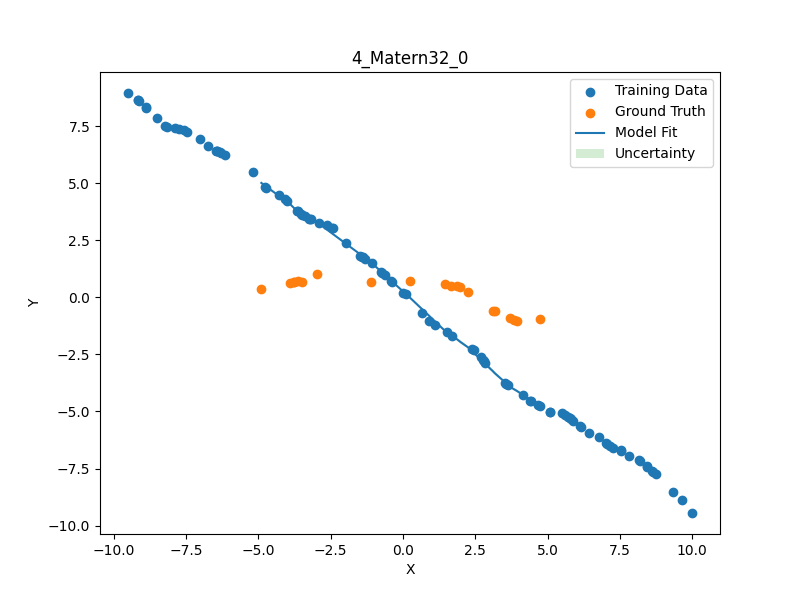 4_Matern32_0
Training Data
Ground Truth
Model Fit
Uncertainty
Y
7.5
5.0
2.5
0.0
−2.5
−5.0
−7.5
−10.0
−10.0 −7.5 −5.0 −2.5 0.0 2.5 5.0 7.5 10.0
X